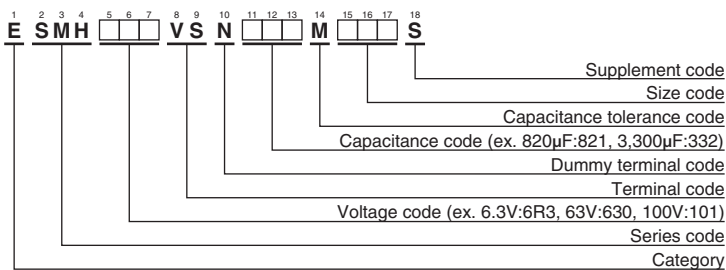 1 2 3 4 5 6 7 8 9 10 11 12 13 14 15 16 17 18
E SMH □□□ VS N □□□ M □□□ S
Supplement code
Size code
Capacitance tolerance code
Capacitance code (ex. 820μF:821, 3,300μF:332)
Dummy terminal code
Terminal code
Voltage code (ex. 6.3V:6R3, 63V:630, 100V:101)
Series code
Category